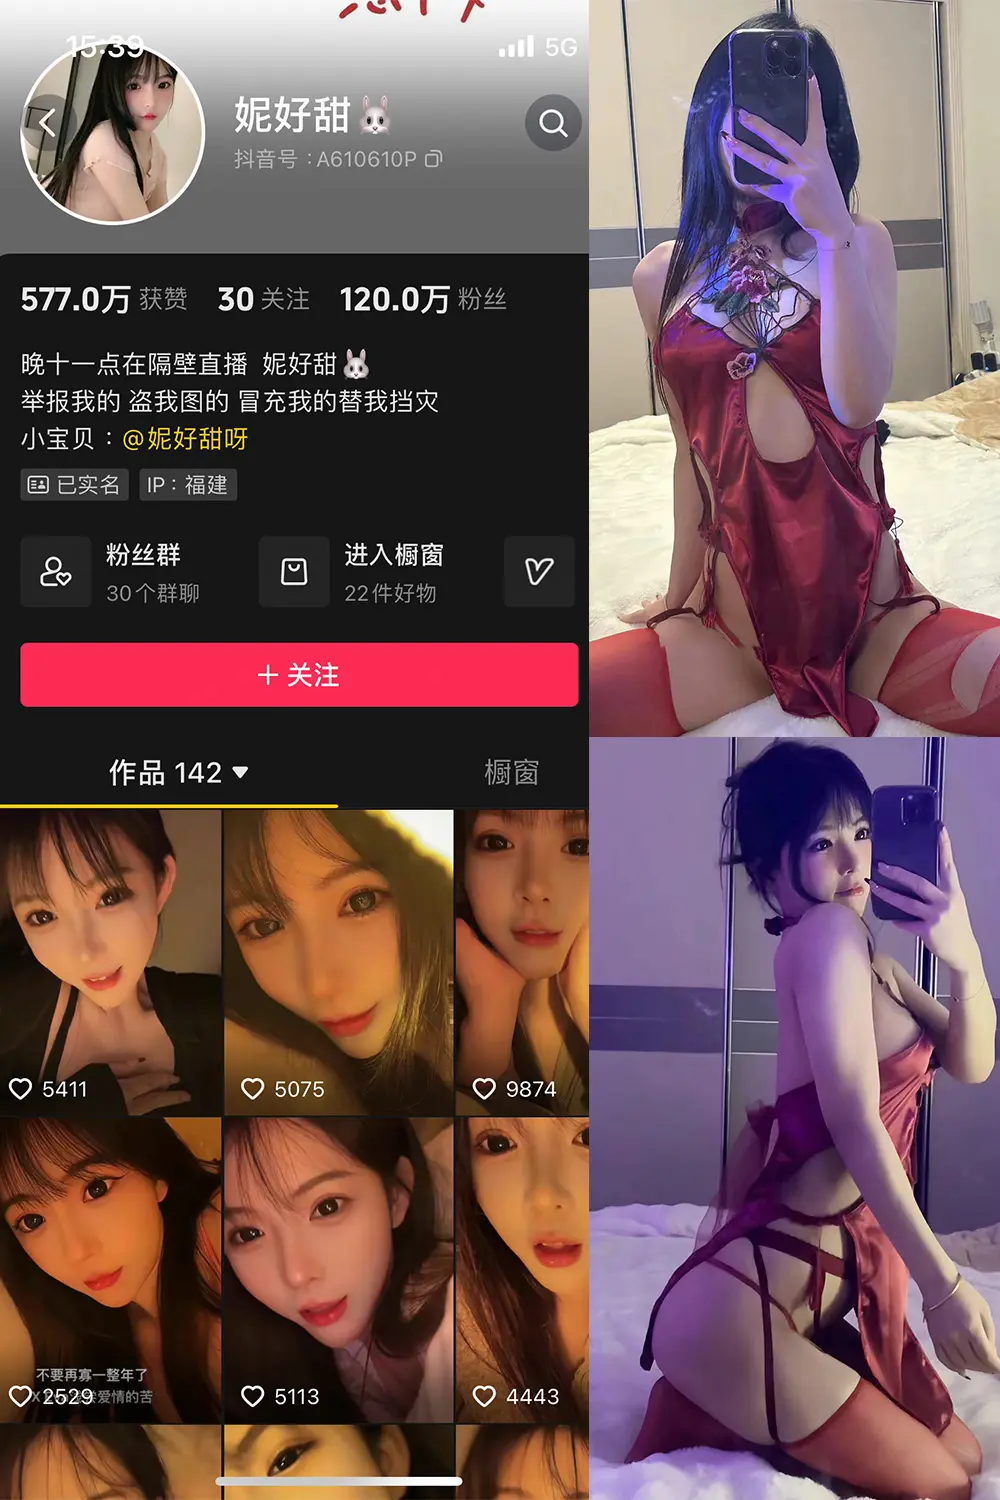 15:39
5G
妮好甜🐰
抖音号：A610610P
577.0万 获赞 30 关注 120.0万 粉丝
晚十一点在隔壁直播 妮好甜🐰
举报我的 盗我图的 冒充我的替我挡灾
小宝贝：@妮好甜呀
已实名 IP：福建
粉丝群 进入橱窗
30个群聊 22件好物
+ 关注
作品 142 橱窗
5411 5075 9874
不要再寡一整年了
爱情的苦
2529 5113 4443